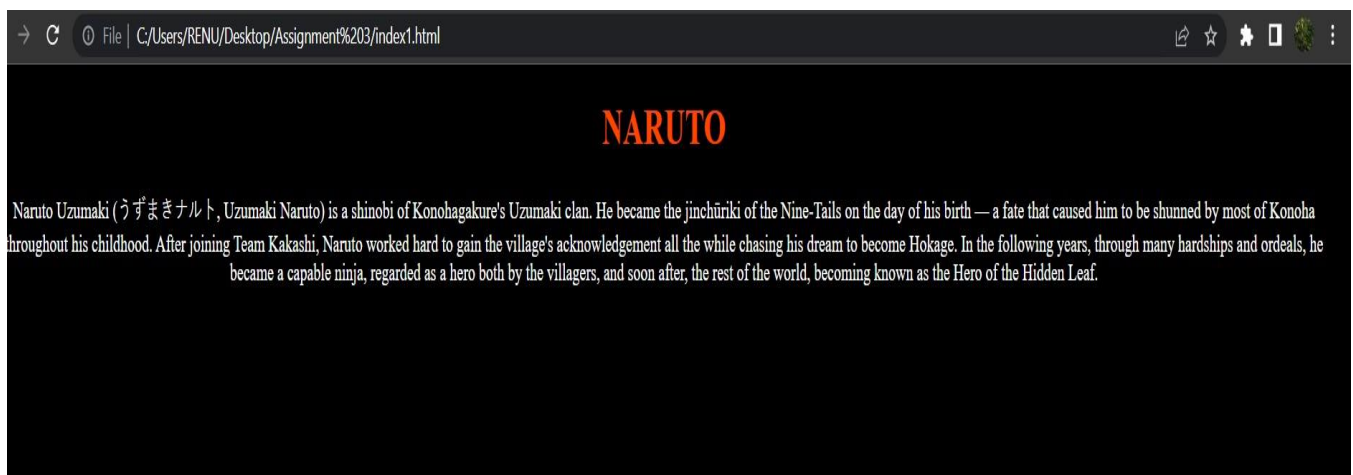 File | C:/Users/RENU/Desktop/Assignment%203/index1.html
NARUTO
Naruto Uzumaki (うずまきナルト, Uzumaki Naruto) is a shinobi of Konohagakure's Uzumaki clan. He became the jinchūriki of the Nine-Tails on the day of his birth — a fate that caused him to be shunned by most of Konoha
throughout his childhood. After joining Team Kakashi, Naruto worked hard to gain the village's acknowledgement all the while chasing his dream to become Hokage. In the following years, through many hardships and ordeals, he
became a capable ninja, regarded as a hero both by the villagers, and soon after, the rest of the world, becoming known as the Hero of the Hidden Leaf.